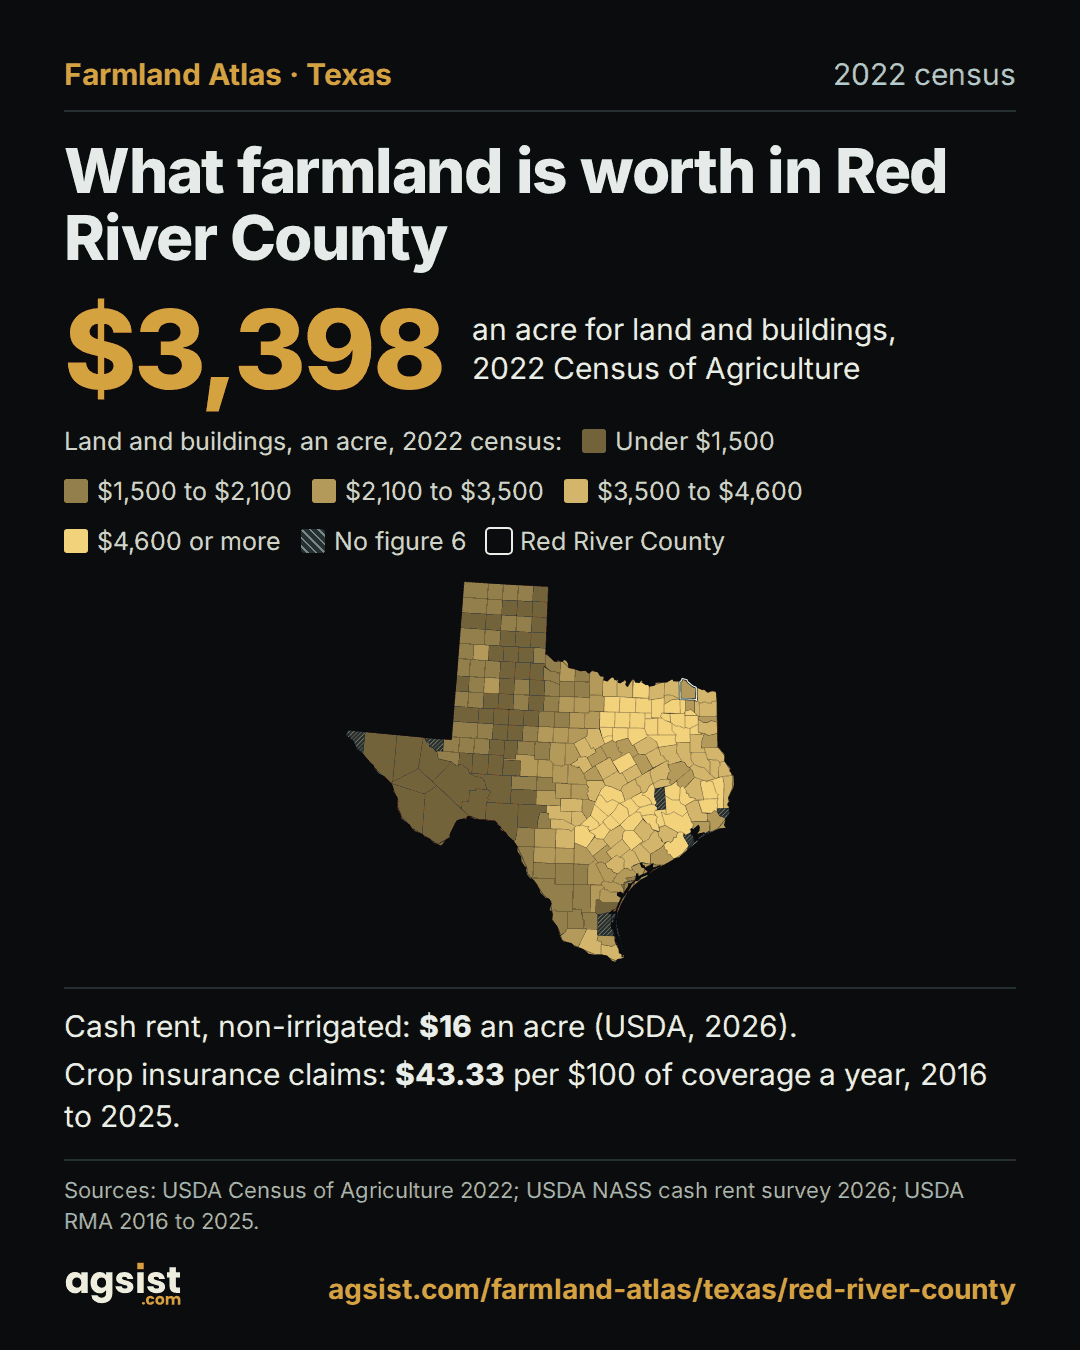 Farmland Atlas · Texas
2022 census
What farmland is worth in Red
River County
$3,398
an acre for land and buildings,
2022 Census of Agriculture
Land and buildings, an acre, 2022 census: Under $1,500
$1,500 to $2,100 $2,100 to $3,500 $3,500 to $4,600
$4,600 or more No figure 6 Red River County
Cash rent, non-irrigated: $16 an acre (USDA, 2026).
Crop insurance claims: $43.33 per $100 of coverage a year, 2016
to 2025.
Sources: USDA Census of Agriculture 2022; USDA NASS cash rent survey 2026; USDA
RMA 2016 to 2025.
agsist
.com
agsist.com/farmland-atlas/texas/red-river-county